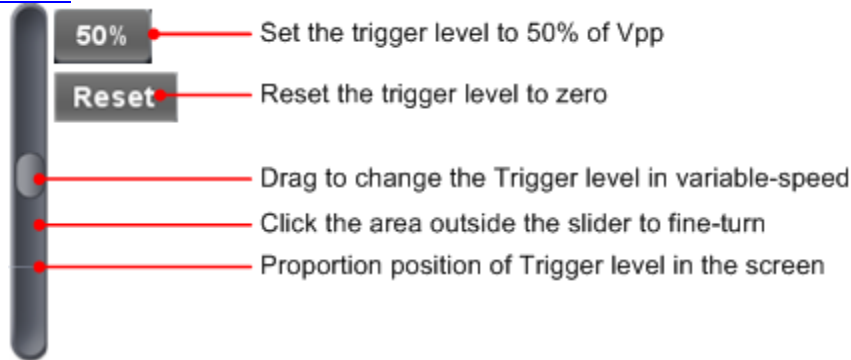 50%
Set the trigger level to 50% of Vpp
Reset
Reset the trigger level to zero
Drag to change the Trigger level in variable-speed
Click the area outside the slider to fine-turn
Proportion position of Trigger level in the screen